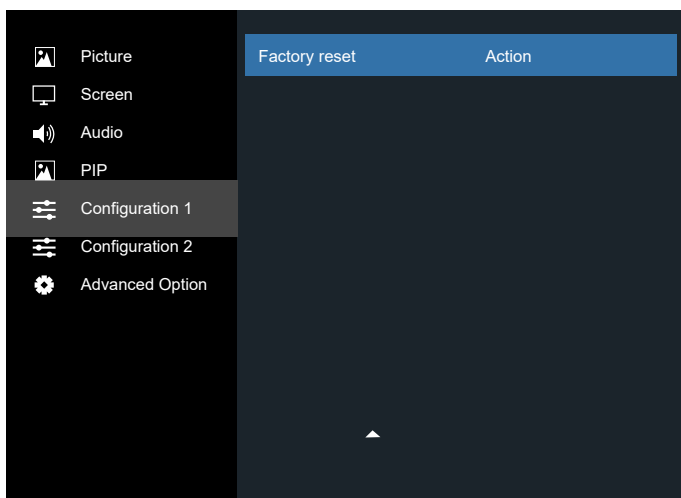 Picture
Screen
Audio
PIP
Configuration 1
Configuration 2
Advanced Option
Factory reset Action